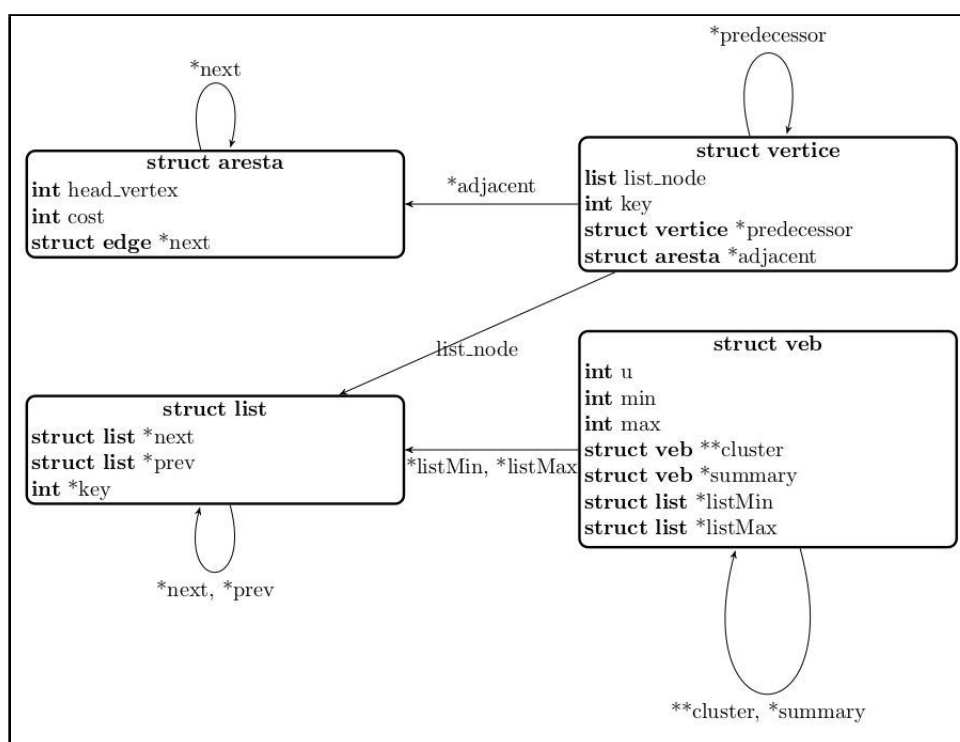 *next
struct aresta
int head_vertex
int cost
struct edge *next
*adjacent
*predecessor
struct vertice
list list_node
int key
struct vertice *predecessor
struct aresta *adjacent
list_node
struct list
struct list *next
struct list *prev
int *key
*next, *prev
*listMin, *listMax
struct veb
int u
int min
int max
struct veb **cluster
struct veb *summary
struct list *listMin
struct list *listMax
**cluster, *summary